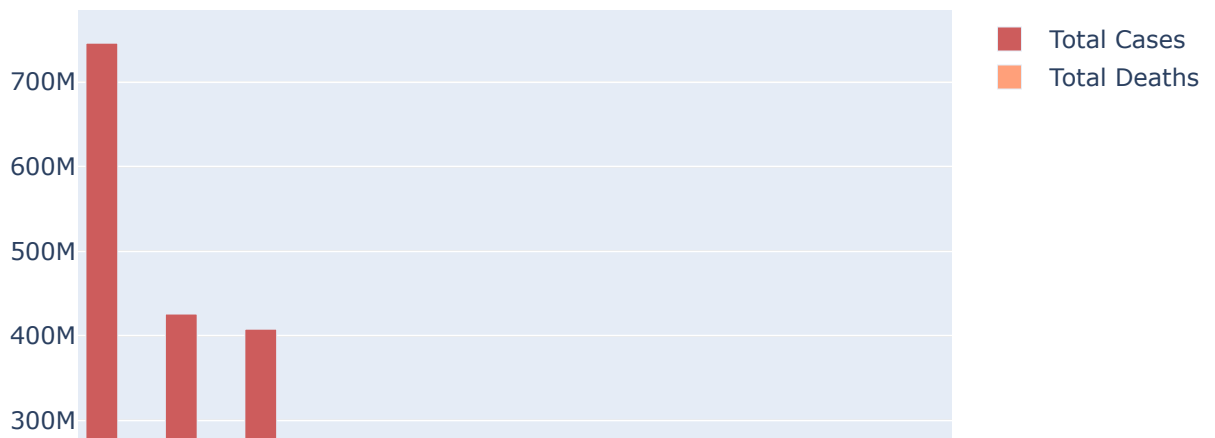 Total Cases
Total Deaths
700M
600M
500M
400M
300M